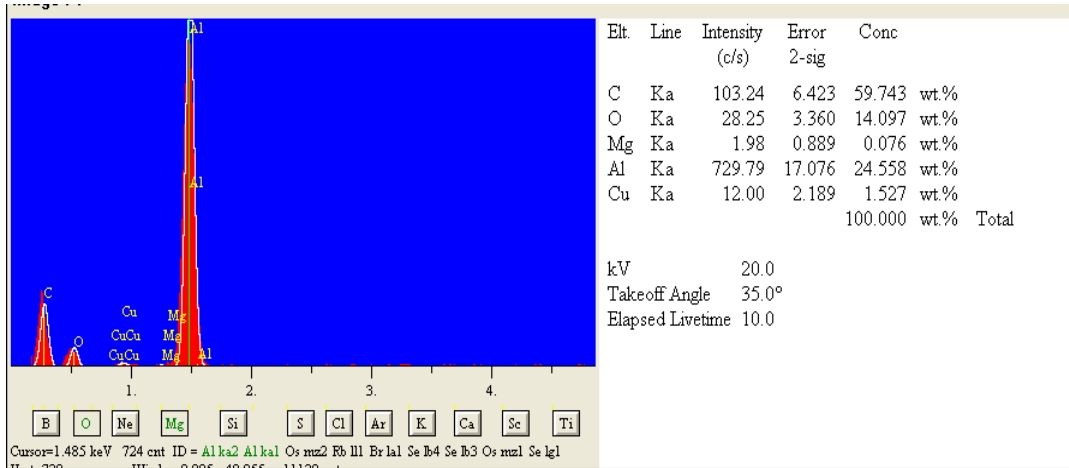 Elt. Line Intensity Error Conc
(c/s) 2-sig
C Ka 103.24 6.423 59.743 wt.%
O Ka 28.25 3.360 14.097 wt.%
Mg Ka 1.98 0.889 0.076 wt.%
Al Ka 729.79 17.076 24.558 wt.%
Cu Ka 12.00 2.189 1.527 wt.%
100.000 wt.% Total
kV 20.0
Takeoff Angle 35.0°
Elapsed Livetime 10.0
Al
Al
C
Cu Mg
O CuCu Mg
CuCu Mg Al
1. 2. 3. 4.
B O Ne Mg Si S Cl Ar K Ca Sc Ti
Cursor=1.485 keV 724 cnt ID = Al ka2 Al ka1 Os mz2 Rb ll1 Br la1 Se lb4 Se lb3 Os mz1 Se lg1